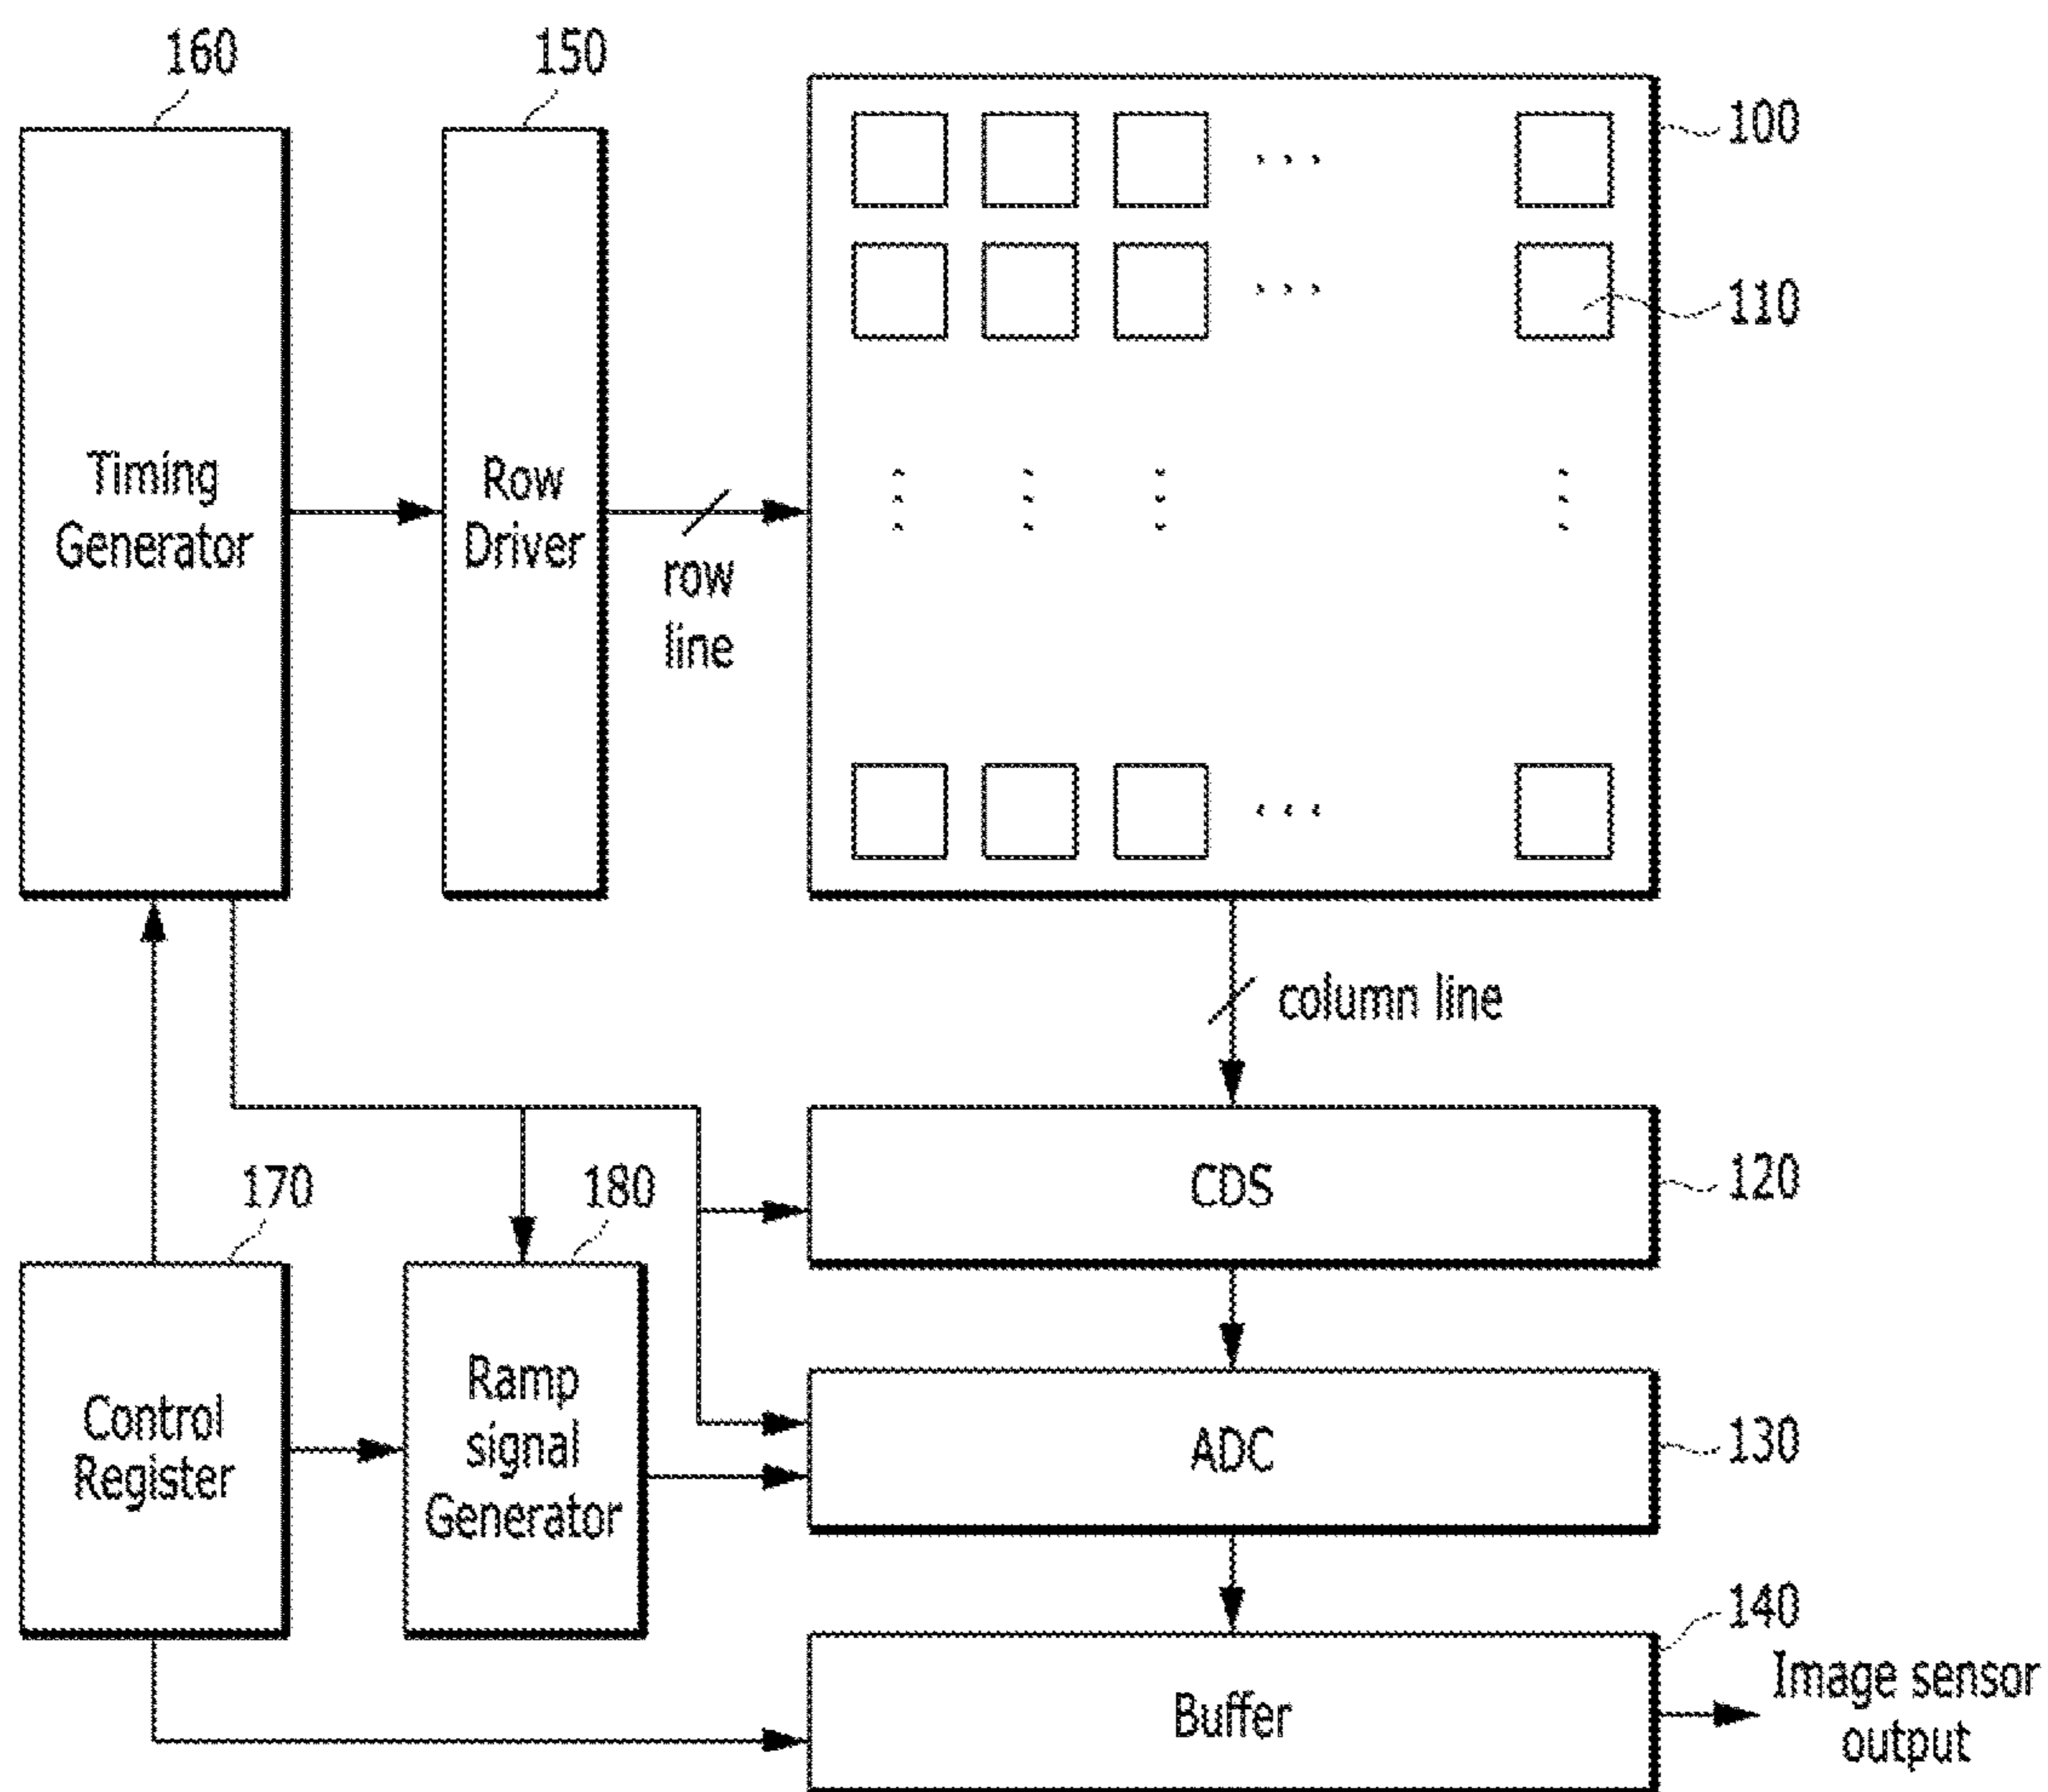 160
150
100
110
Timing
Generator
Row
Driver
row
line
column line
170
180
CDS
120
Control
Register
Ramp
signal
Generator
ADC
130
140
Buffer
Image sensor
output